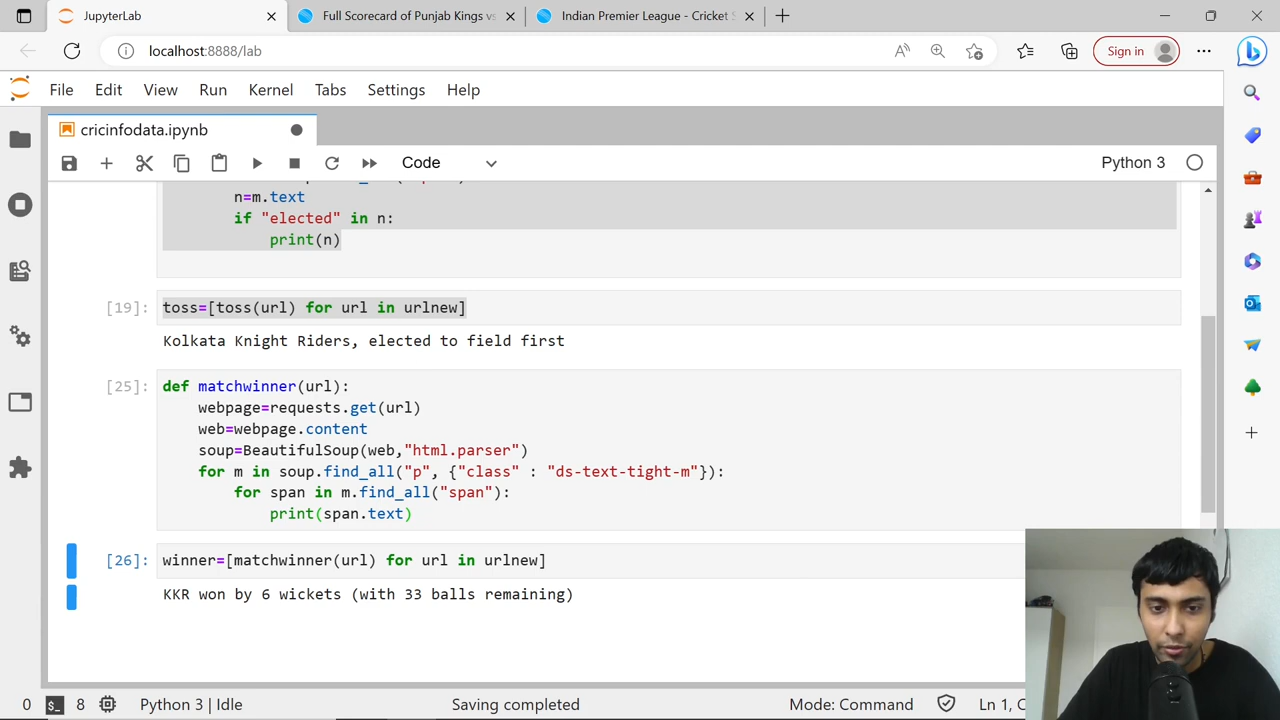 JupyterLab
Full Scorecard of Punjab Kings vs
Indian Premier League - Cricket S
localhost:8888/lab
Sign in
File Edit View Run Kernel Tabs Settings Help
cricinfodata.ipynb
Code
Python 3
n=m.text
if "elected" in n:
print(n)
[19]:
toss=[toss(url) for url in urlnew]
Kolkata Knight Riders, elected to field first
[25]:
def matchwinner(url):
webpage=requests.get(url)
web=webpage.content
soup=BeautifulSoup(web,"html.parser")
for m in soup.find_all("p", {"class" : "ds-text-tight-m"}):
for span in m.find_all("span"):
print(span.text)
[26]:
winner=[matchwinner(url) for url in urlnew]
KKR won by 6 wickets (with 33 balls remaining)
0 8 Python 3 | Idle Saving completed Mode: Command Ln 1, C